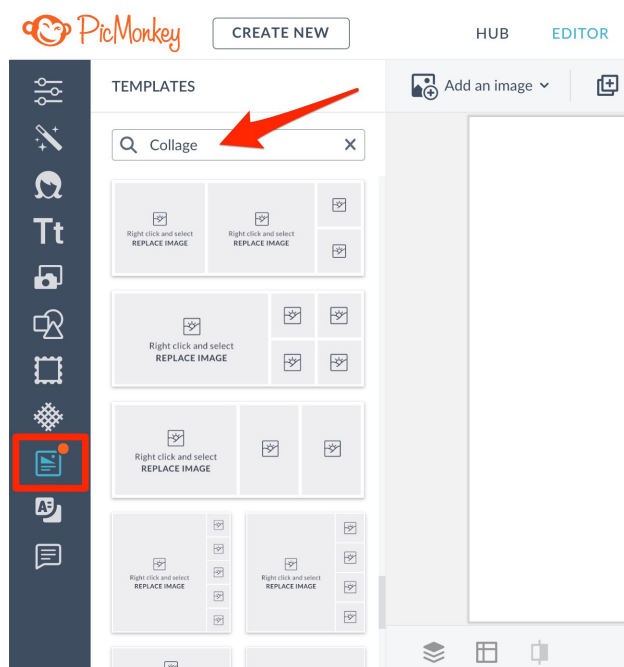 PicMonkey
CREATE NEW
HUB
EDITOR
TEMPLATES
Add an image
Collage
Tt
Right click and select
REPLACE IMAGE
Right click and select
REPLACE IMAGE
Right click and select
REPLACE IMAGE
Right click and select
REPLACE IMAGE
A
Right click and select
REPLACE IMAGE
Right click and select
REPLACE IMAGE